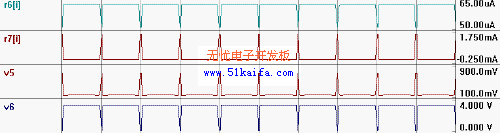 r6[i]
65.00uA
50.00uA
r7[i]
1.750mA
-0.250mA
无忧电子开发板
www.51kaifa.com
v5
900.0mV
100.0mV
v6
4.000 V
0.000 V